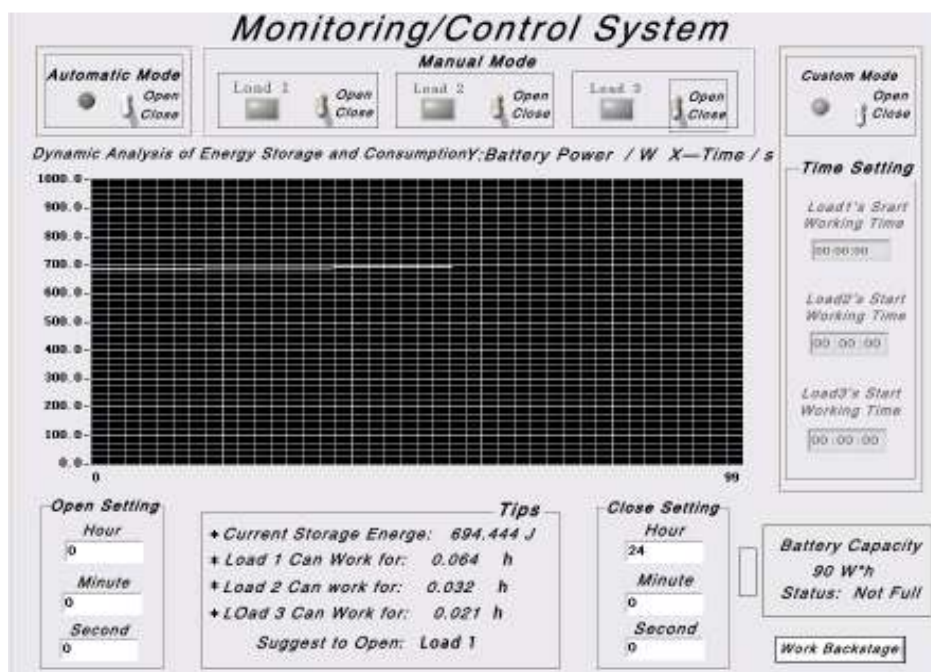 Monitoring/Control System
Manual Mode
Automatic Mode
Open
Close
Load 1
Open
Close
Load 2
Open
Close
Load 3
Open
Close
Custom Mode
Open
Close
Dynamic Analysis of Energy Storage and ConsumptionY:Battery Power / W X—Time / s
1000.0
900.0
800.0
700.0
600.0
500.0
400.0
300.0
200.0
100.0
0.0
0
99
Time Setting
Load1's Srart
Working Time
00:00:00
Load2's Start
Working Time
00:00:00
Load3's Start
Working Time
00:00:00
Open Setting
Hour
0
Minute
0
Second
0
Tips
*Current Storage Energe: 694.444 J
*Load 1 Can Work for: 0.064 h
*Load 2 Can work for: 0.032 h
*LOad 3 Can Work for: 0.021 h
Suggest to Open: Load 1
Close Setting
Hour
24
Minute
0
Second
0
Battery Capacity
90 W*h
Status: Not Full
Work Backstage